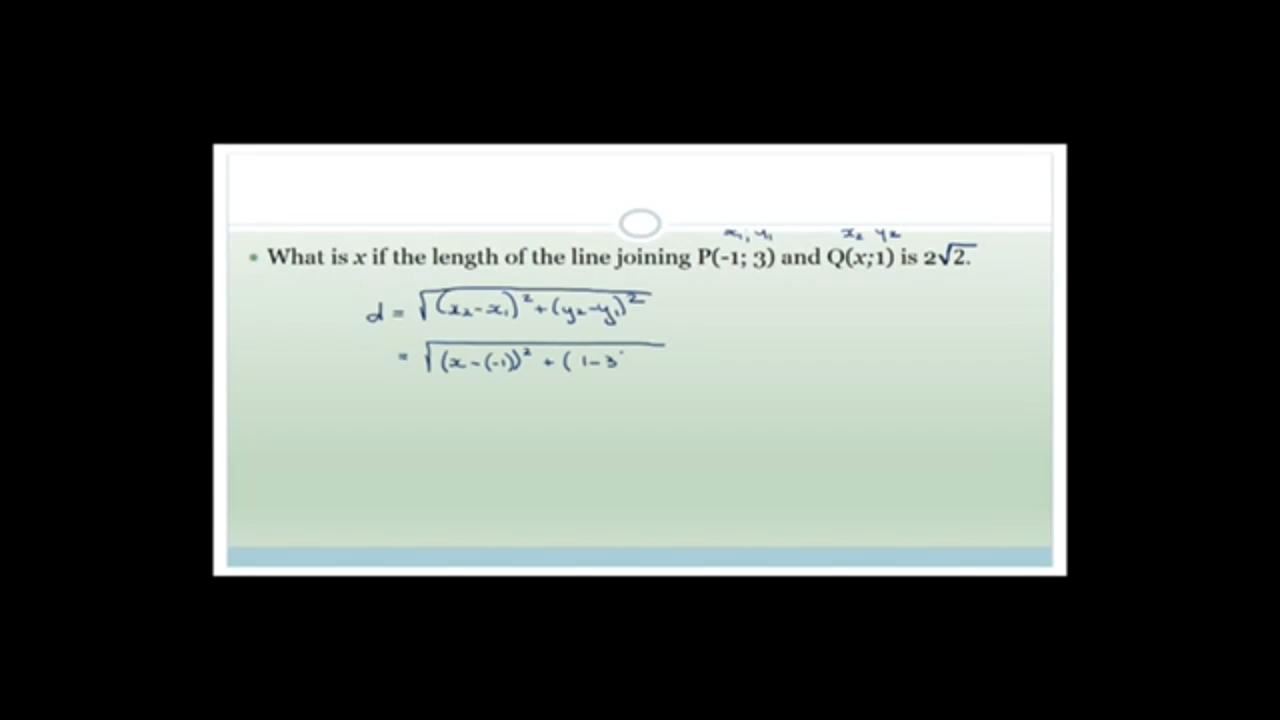 x₁; y₁ x₂ y₂
• What is x if the length of the line joining P(-1; 3) and Q(x;1) is 2√2.
d = √(x₂-x₁)² + (y₂-y₁)²
= √(x-(-1))² + ( 1-3